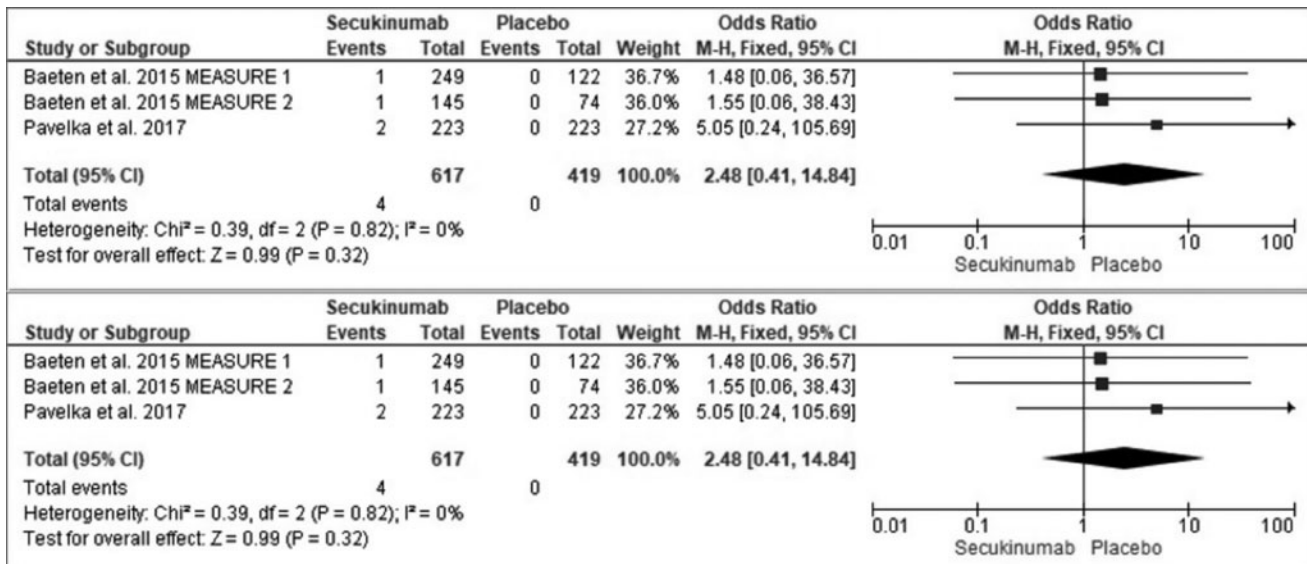 Secukinumab Placebo Odds Ratio Odds Ratio
Study or Subgroup Events Total Events Total Weight M-H, Fixed, 95% CI M-H, Fixed, 95% CI
Baeten et al. 2015 MEASURE 1 1 249 0 122 36.7% 1.48 [0.06, 36.57]
Baeten et al. 2015 MEASURE 2 1 145 0 74 36.0% 1.55 [0.06, 38.43]
Pavelka et al. 2017 2 223 0 223 27.2% 5.05 [0.24, 105.69]
Total (95% CI) 617 419 100.0% 2.48 [0.41, 14.84]
Total events 4 0
Heterogeneity: Chi² = 0.39, df = 2 (P = 0.82); I² = 0%
Test for overall effect: Z = 0.99 (P = 0.32)
0.01 0.1 1 10 100
Secukinumab Placebo
Secukinumab Placebo Odds Ratio Odds Ratio
Study or Subgroup Events Total Events Total Weight M-H, Fixed, 95% CI M-H, Fixed, 95% CI
Baeten et al. 2015 MEASURE 1 1 249 0 122 36.7% 1.48 [0.06, 36.57]
Baeten et al. 2015 MEASURE 2 1 145 0 74 36.0% 1.55 [0.06, 38.43]
Pavelka et al. 2017 2 223 0 223 27.2% 5.05 [0.24, 105.69]
Total (95% CI) 617 419 100.0% 2.48 [0.41, 14.84]
Total events 4 0
Heterogeneity: Chi² = 0.39, df = 2 (P = 0.82); I² = 0%
Test for overall effect: Z = 0.99 (P = 0.32)
0.01 0.1 1 10 100
Secukinumab Placebo